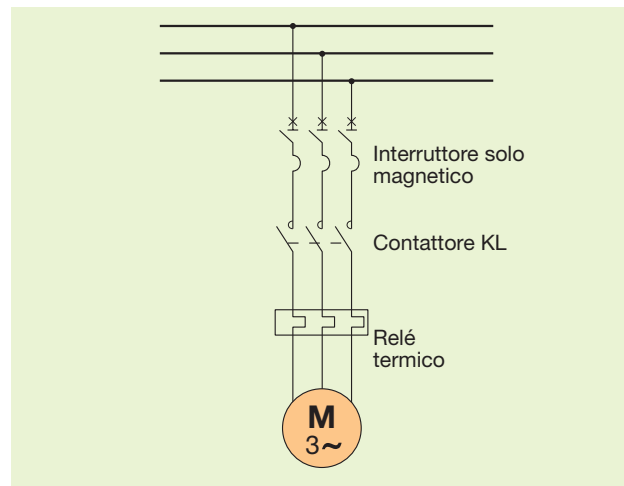 Interruttore solo
magnetico
Contattore KL
Relé
termico
M
3~